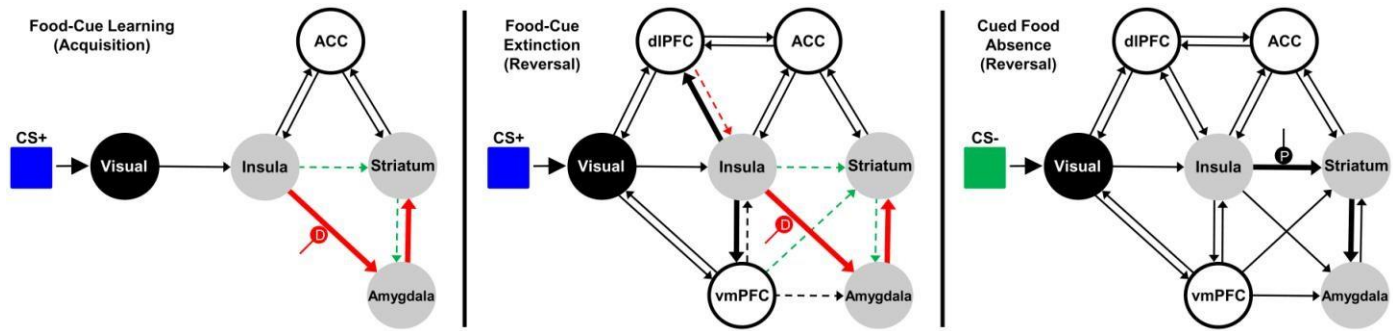 Food-Cue Learning
(Acquisition)
ACC
CS+
Visual
Insula
Striatum
D
Amygdala
Food-Cue
Extinction
(Reversal)
dlPFC
ACC
CS+
Visual
Insula
Striatum
D
vmPFC
Amygdala
Cued Food
Absence
(Reversal)
dlPFC
ACC
CS-
P
Visual
Insula
Striatum
vmPFC
Amygdala